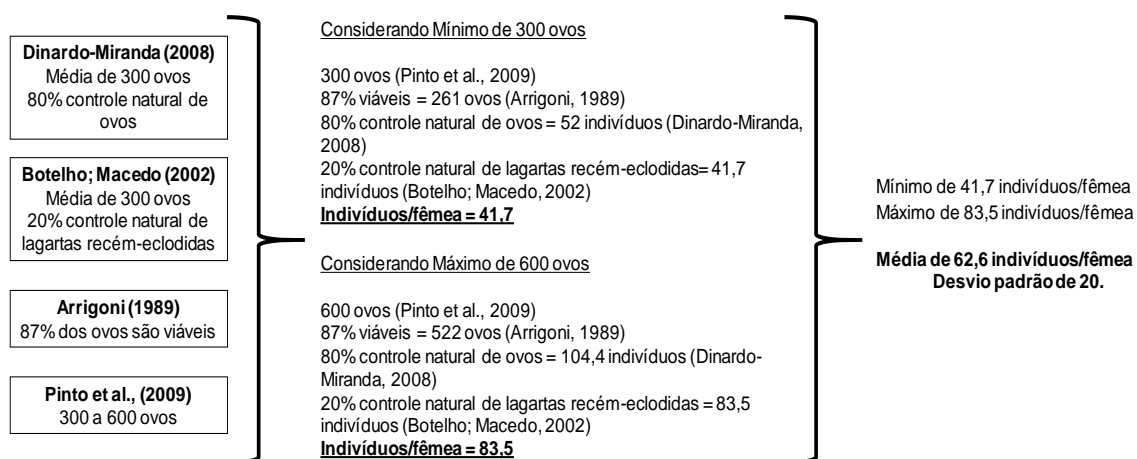 Dinardo-Miranda (2008)
Média de 300 ovos
80% controle natural de
ovos
Botelho; Macedo (2002)
Média de 300 ovos
20% controle natural de
lagartas recém-eclodidas
Arrigoni (1989)
87% dos ovos são viáveis
Pinto et al., (2009)
300 a 600 ovos
Considerando Mínimo de 300 ovos
300 ovos (Pinto et al., 2009)
87% viáveis = 261 ovos (Arrigoni, 1989)
80% controle natural de ovos = 52 indivíduos (Dinardo-Miranda,
2008)
20% controle natural de lagartas recém-eclodidas= 41,7
indivíduos (Botelho; Macedo, 2002)
Indivíduos/fêmea = 41,7
Considerando Máximo de 600 ovos
600 ovos (Pinto et al., 2009)
87% viáveis = 522 ovos (Arrigoni, 1989)
80% controle natural de ovos = 104,4 indivíduos (Dinardo-
Miranda, 2008)
20% controle natural de lagartas recém-eclodidas = 83,5
indivíduos (Botelho; Macedo, 2002)
Indivíduos/fêmea = 83,5
Mínimo de 41,7 indivíduos/fêmea
Máximo de 83,5 indivíduos/fêmea
Média de 62,6 indivíduos/fêmea
Desvio padrão de 20.